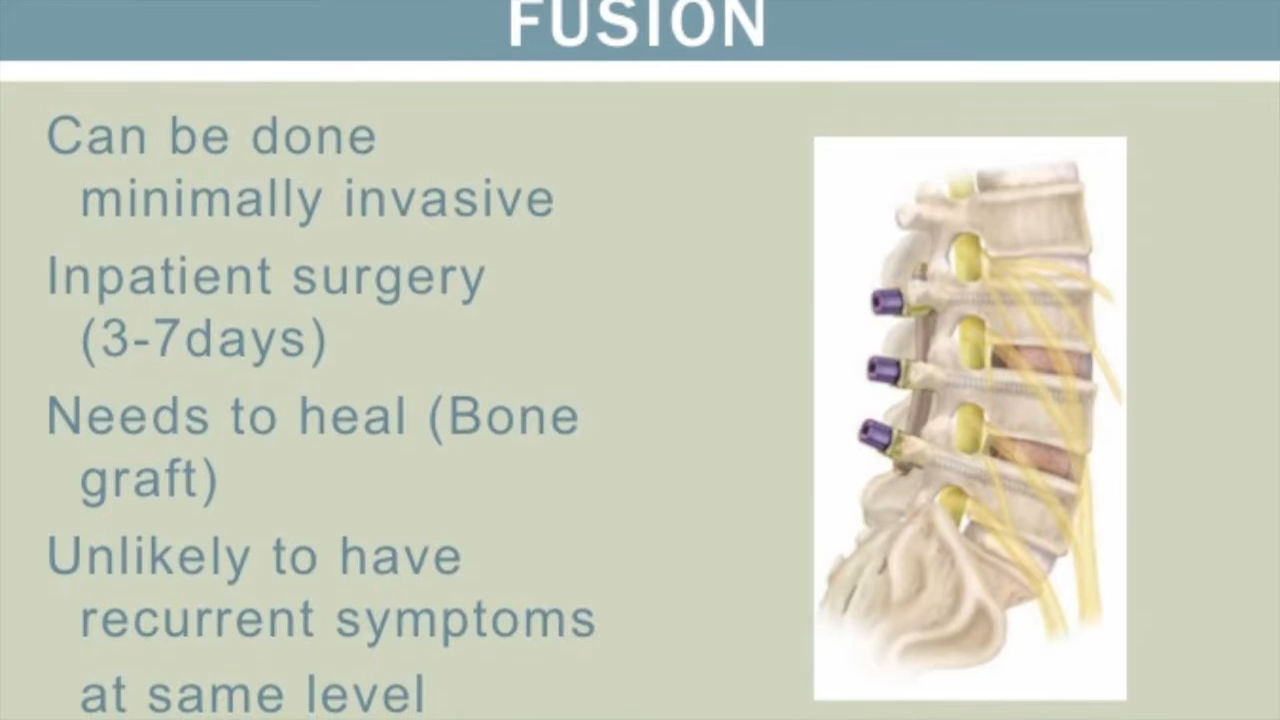 FUSION
Can be done
minimally invasive
Inpatient surgery
(3-7days)
Needs to heal (Bone
graft)
Unlikely to have
recurrent symptoms
at same level